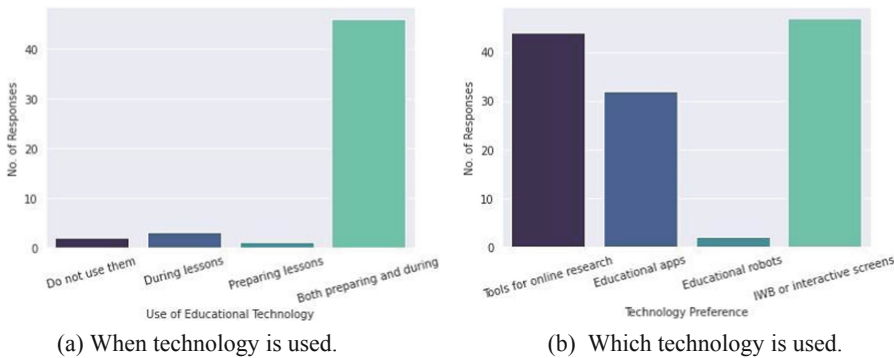 No. of Responses
40
30
20
10
0
Do not use them
During lessons
Preparing lessons
Both preparing and during
Use of Educational Technology
(a) When technology is used.
No. of Responses
40
30
20
10
0
Tools for online research
Educational apps
Educational robots
IWB or interactive screens
Technology Preference
(b) Which technology is used.